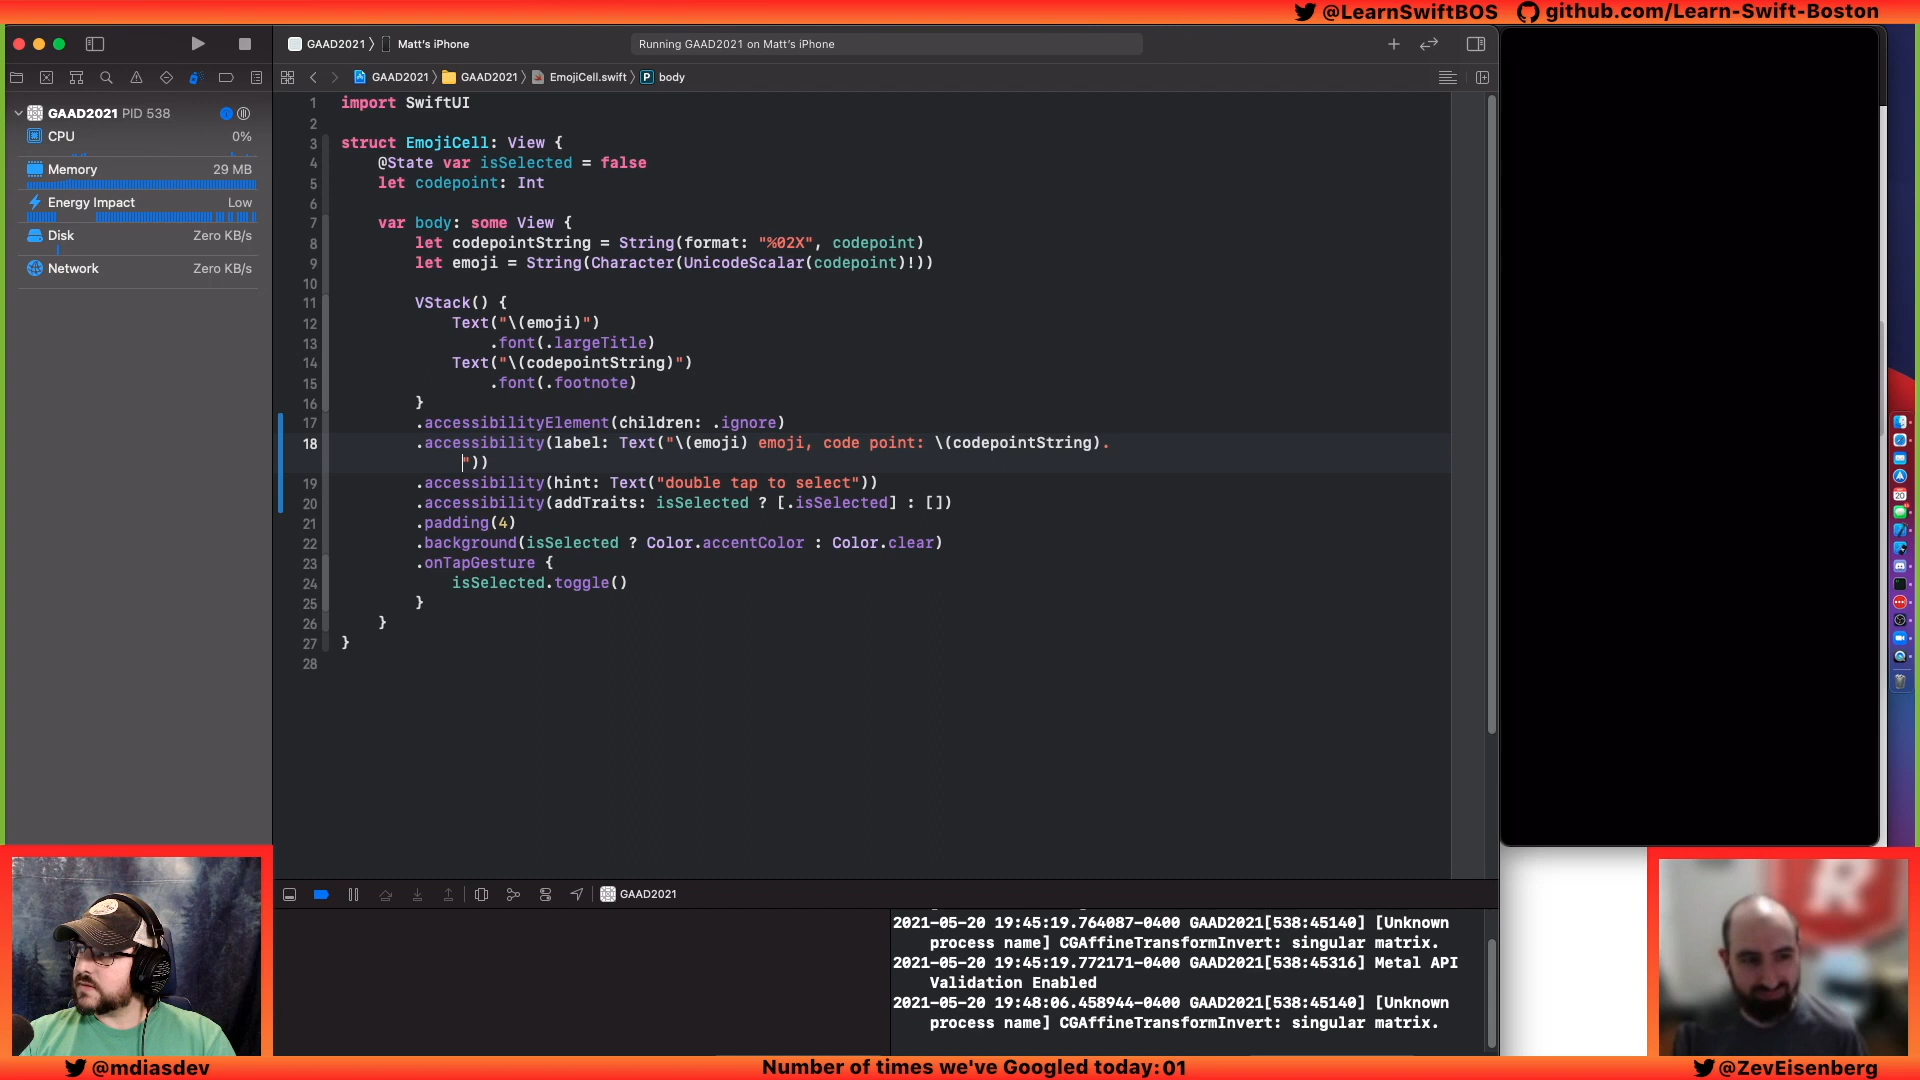 @LearnSwiftBOS github.com/Learn-Swift-Boston
GAAD2021 Matt's iPhone
Running GAAD2021 on Matt's iPhone
GAAD2021 GAAD2021 EmojiCell.swift P body
GAAD2021 PID 538
CPU 0%
Memory 29 MB
Energy Impact Low
Disk Zero KB/s
Network Zero KB/s
1 import SwiftUI
2
3 struct EmojiCell: View {
4 @State var isSelected = false
5 let codepoint: Int
6
7 var body: some View {
8 let codepointString = String(format: "%02X", codepoint)
9 let emoji = String(Character(UnicodeScalar(codepoint)!))
10
11 VStack() {
12 Text("\(emoji)")
13 .font(.largeTitle)
14 Text("\(codepointString)")
15 .font(.footnote)
16 }
17 .accessibilityElement(children: .ignore)
18 .accessibility(label: Text("\(emoji) emoji, code point: \(codepointString).
"))
19 .accessibility(hint: Text("double tap to select"))
20 .accessibility(addTraits: isSelected ? [.isSelected] : [])
21 .padding(4)
22 .background(isSelected ? Color.accentColor : Color.clear)
23 .onTapGesture {
24 isSelected.toggle()
25 }
26 }
27 }
28
GAAD2021
2021-05-20 19:45:19.764087-0400 GAAD2021[538:45140] [Unknown
process name] CGAffineTransformInvert: singular matrix.
2021-05-20 19:45:19.772171-0400 GAAD2021[538:45316] Metal API
Validation Enabled
2021-05-20 19:48:06.458944-0400 GAAD2021[538:45140] [Unknown
process name] CGAffineTransformInvert: singular matrix.
20
R
@mdiasdev
Number of times we've Googled today: 01
@ZevEisenberg